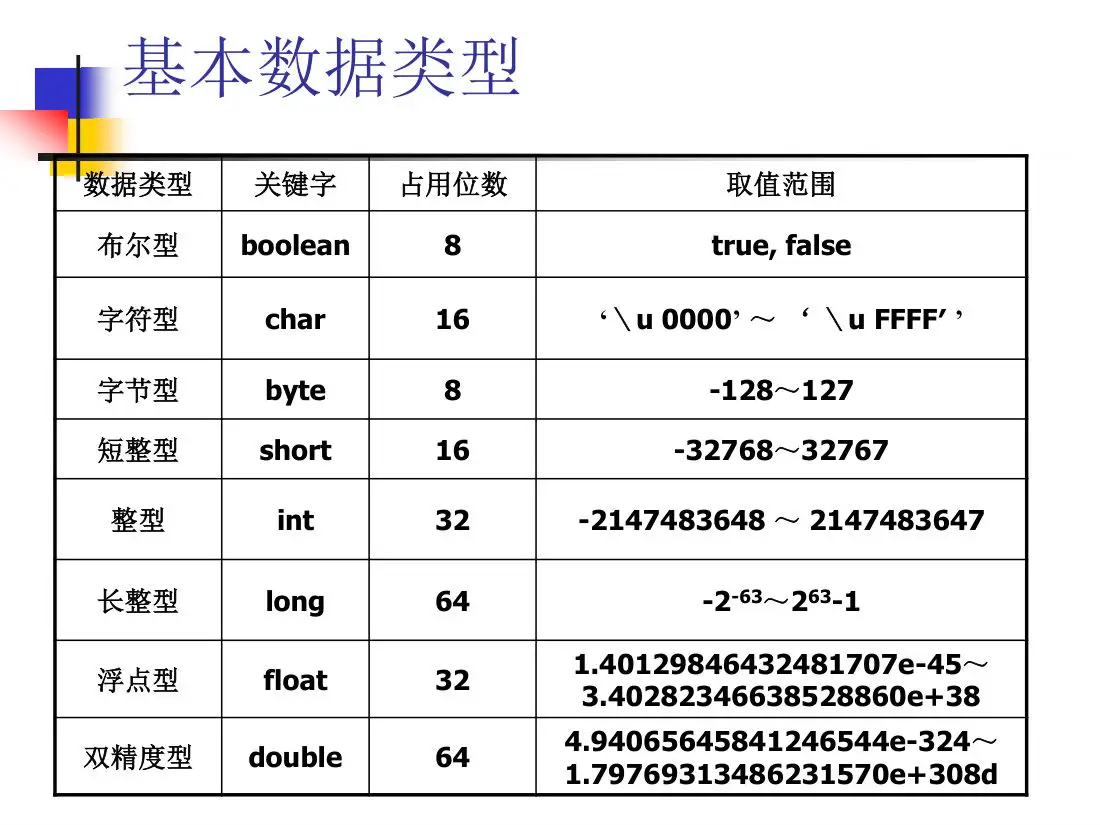 基本数据类型
数据类型 关键字 占用位数 取值范围
布尔型 boolean 8 true, false
字符型 char 16 ‘\u 0000’～ ‘ \u FFFF′ ’
字节型 byte 8 -128～127
短整型 short 16 -32768～32767
整型 int 32 -2147483648 ～ 2147483647
长整型 long 64 -2⁻⁶³～2⁶³-1
浮点型 float 32 1.40129846432481707e-45～
3.40282346638528860e+38
双精度型 double 64 4.94065645841246544e-324～
1.79769313486231570e+308d